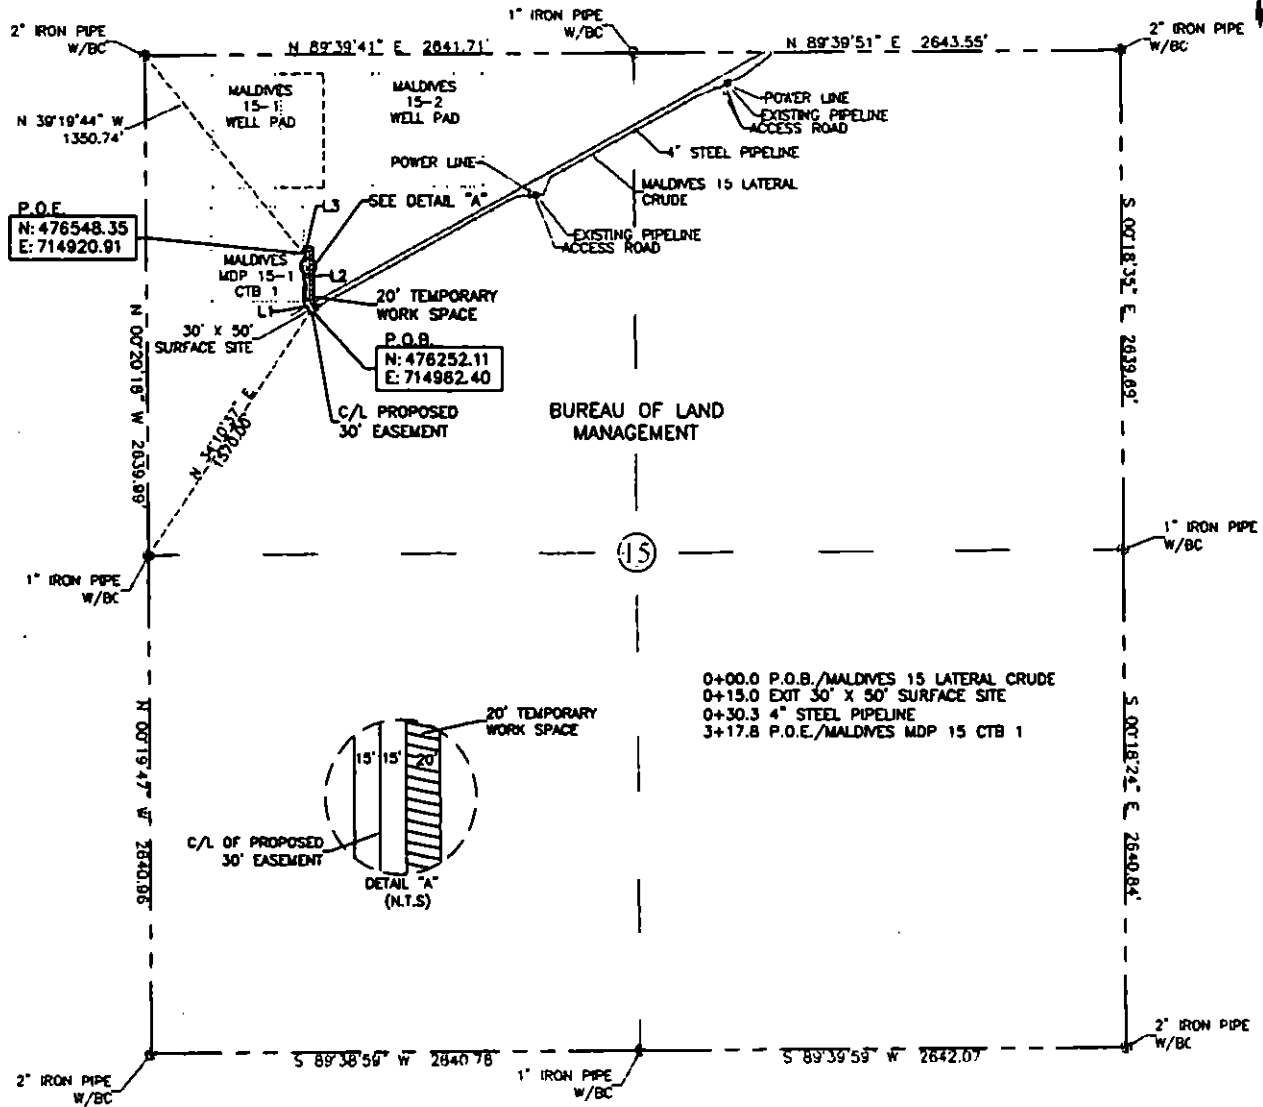 2" IRON PIPE
W/BC
N 89°39'41" E 2641.71'
1" IRON PIPE
W/BC
N 89°39'51" E 2643.55'
2" IRON PIPE
W/BC
MALDIVES
15-1
WELL PAD
MALDIVES
15-2
WELL PAD
N 39°19'44" W
1350.74'
POWER LINE
EXISTING PIPELINE
ACCESS ROAD
4" STEEL PIPELINE
POWER LINE
MALDIVES 15 LATERAL
CRUDE
SEE DETAIL "A"
L3
P.O.E.
N: 476548.35
E: 714920.91
EXISTING PIPELINE
ACCESS ROAD
MALDIVES
MDP 15-1
CTB 1
L2
L1
20' TEMPORARY
WORK SPACE
30' X 50'
SURFACE SITE
P.O.B.
N: 476252.11
E: 714962.40
C/L PROPOSED
30' EASEMENT
N 00°20'18" W 2639.99'
S 00°18'35" E 2639.69'
N 34°10'37" E
1370.00'
BUREAU OF LAND
MANAGEMENT
1" IRON PIPE
W/BC
15
1" IRON PIPE
W/BC
0+00.0 P.O.B./MALDIVES 15 LATERAL CRUDE
0+15.0 EXIT 30' X 50' SURFACE SITE
0+30.3 4" STEEL PIPELINE
3+17.8 P.O.E./MALDIVES MDP 15 CTB 1
N 00°19'47" W 2640.96
S 00°18'24" E 2640.84'
20' TEMPORARY
WORK SPACE
15' 15' 20'
C/L OF PROPOSED
30' EASEMENT
DETAIL "A"
(N.T.S)
2" IRON PIPE
W/BC
S 89°38'59" W 2640.78
1" IRON PIPE
W/BC
S 89°39'59" W 2642.07
2" IRON PIPE
W/BC